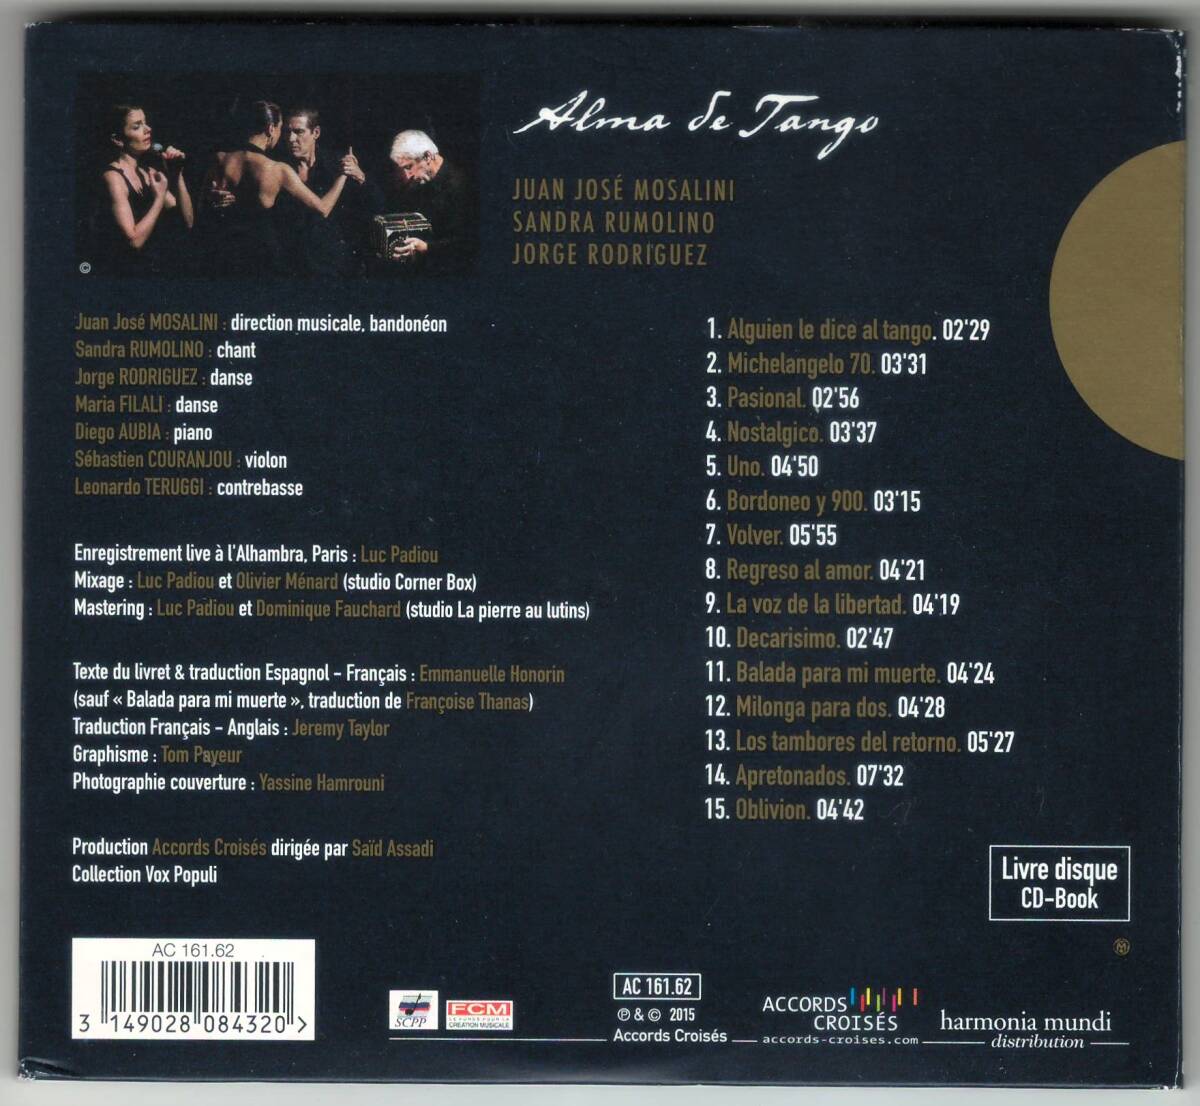 Alma de Tango
JUAN JOSÉ MOSALINI
SANDRA RUMOLINO
JORGE RODRIGUEZ
©
Juan José MOSALINI : direction musicale, bandonéon
Sandra RUMOLINO : chant
Jorge RODRIGUEZ : danse
Maria FILALI : danse
Diego AUBIA : piano
Sébastien COURANJOU : violon
Leonardo TERUGGI : contrebasse
Enregistrement live à l'Alhambra, Paris : Luc Padiou
Mixage : Luc Padiou et Olivier Ménard (studio Corner Box)
Mastering : Luc Padiou et Dominique Fauchard (studio La pierre au lutins)
Texte du livret & traduction Espagnol – Français : Emmanuelle Honorin
(sauf « Balada para mi muerte », traduction de Françoise Thanas)
Traduction Français – Anglais : Jeremy Taylor
Graphisme : Tom Payeur
Photographie couverture : Yassine Hamrouni
Production Accords Croisés dirigée par Saïd Assadi
Collection Vox Populi
1. Alguien le dice al tango. 02'29
2. Michelangelo 70. 03'31
3. Pasional. 02'56
4. Nostalgico. 03'37
5. Uno. 04'50
6. Bordoneo y 900. 03'15
7. Volver. 05'55
8. Regreso al amor. 04'21
9. La voz de la libertad. 04'19
10. Decarisimo. 02'47
11. Balada para mi muerte. 04'24
12. Milonga para dos. 04'28
13. Los tambores del retorno. 05'27
14. Apretonados. 07'32
15. Oblivion. 04'42
Livre disque
CD-Book
AC 161.62
3 149028 084320 >
SCPP
FCM
LE FONDS POUR LA
CRÉATION MUSICALE
AC 161.62
℗ & © 2015
Accords Croisés
ACCORDS
CROISÉS
accords-croises.com
harmonia mundi
distribution